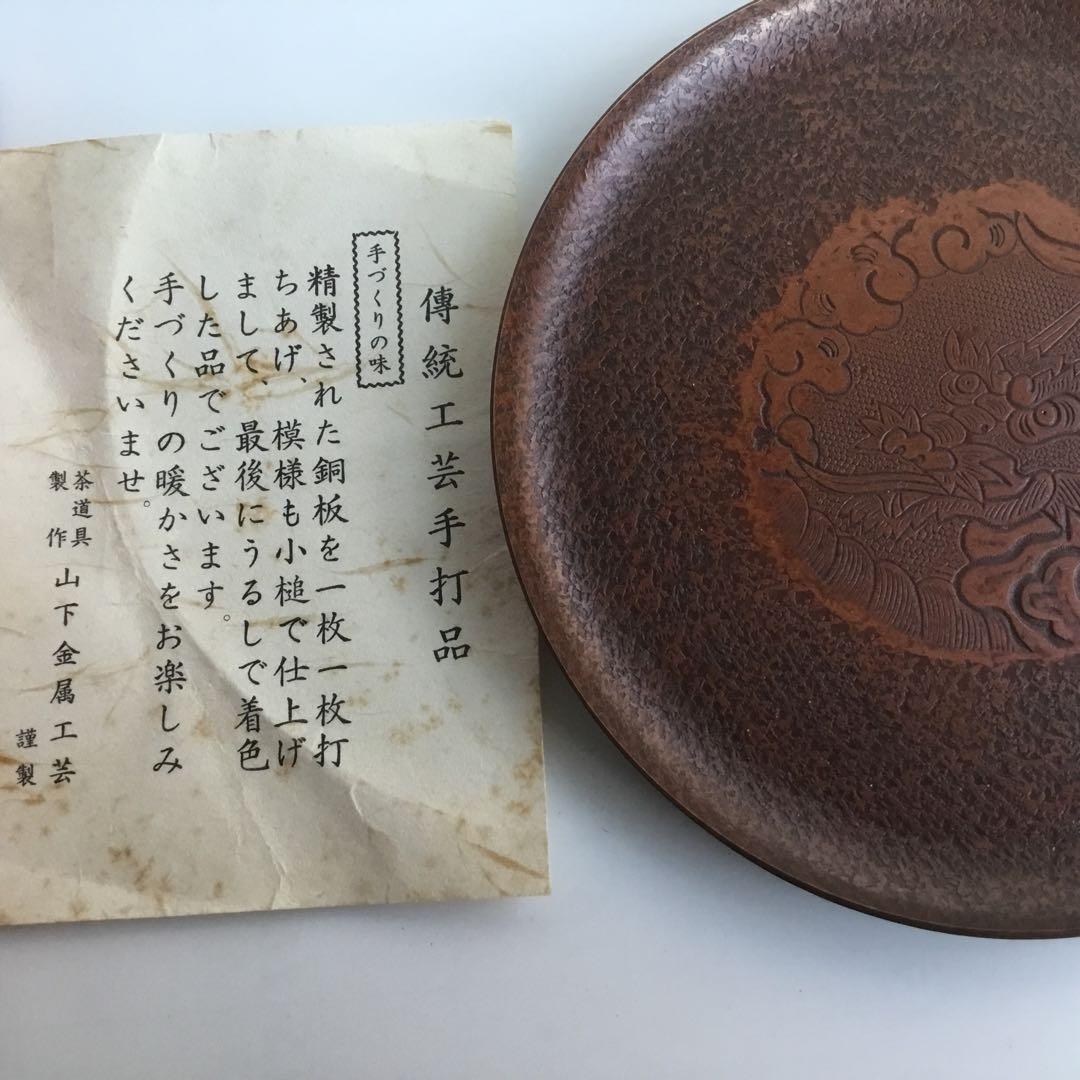 傳統工芸手打品
手づくりの味
精製された銅板を一枚一枚打
ちあげ、模様も小槌で仕上げ
まして、最後にうるしで着色
した品でございます。
手づくりの暖かさをお楽しみ
くださいませ。
茶道具
製作
山下金属工芸
謹製